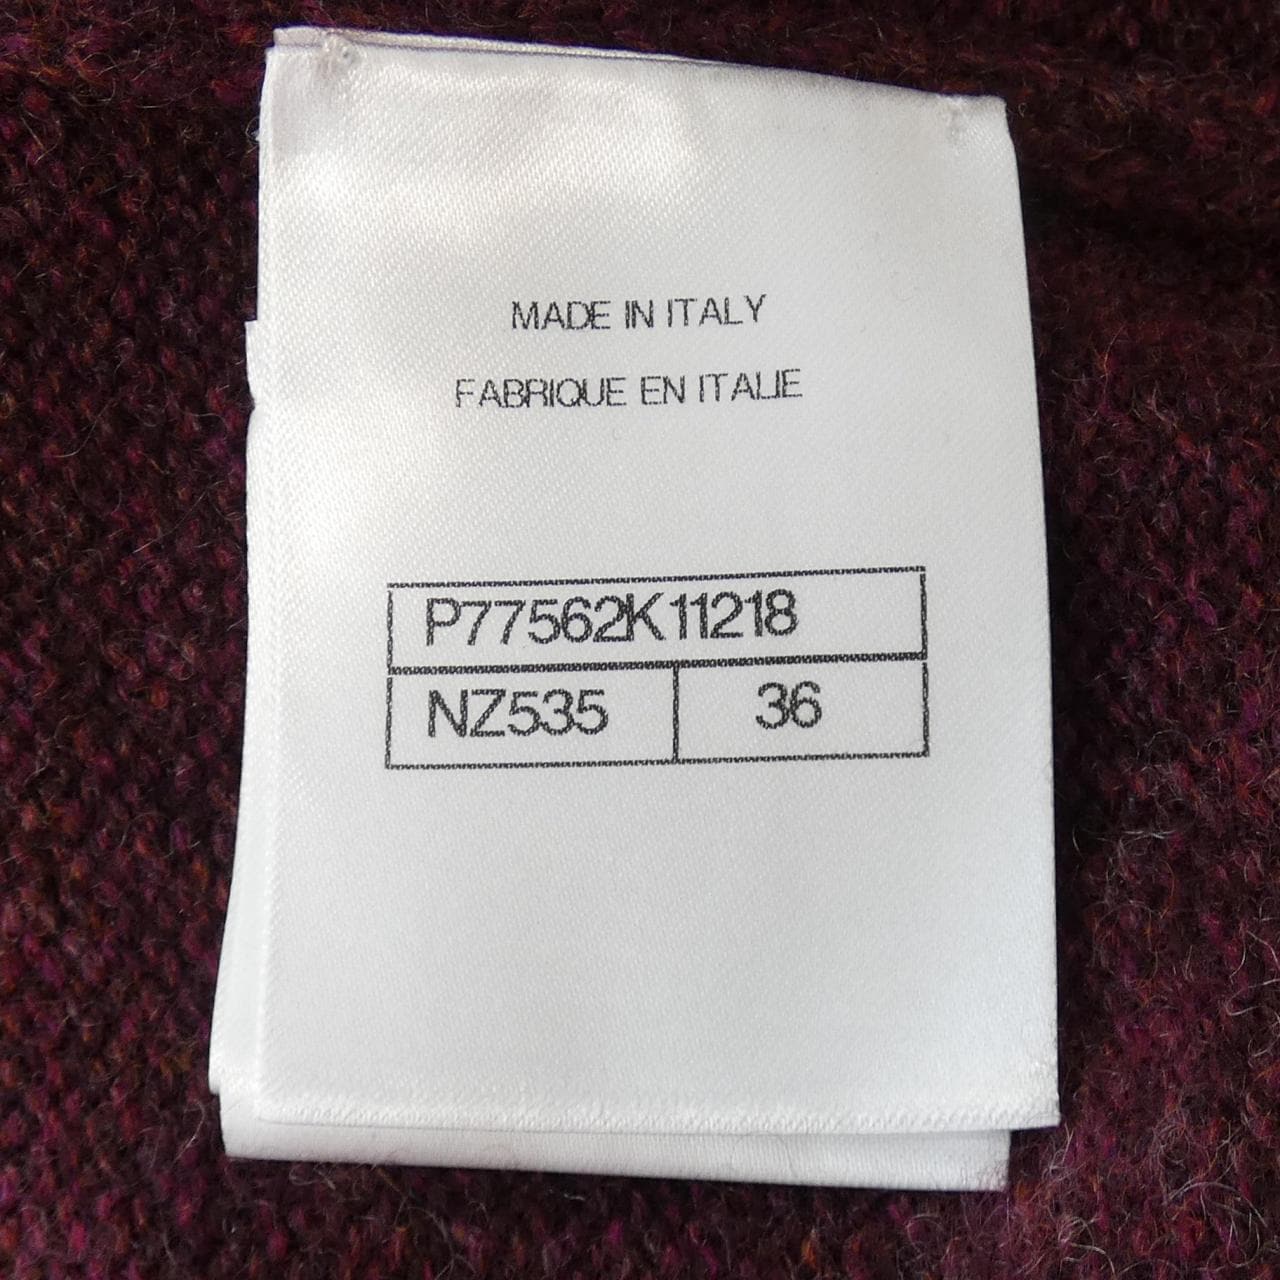 MADE IN ITALY
FABRIQUE EN ITALIE
P77562K11218
NZ535 36